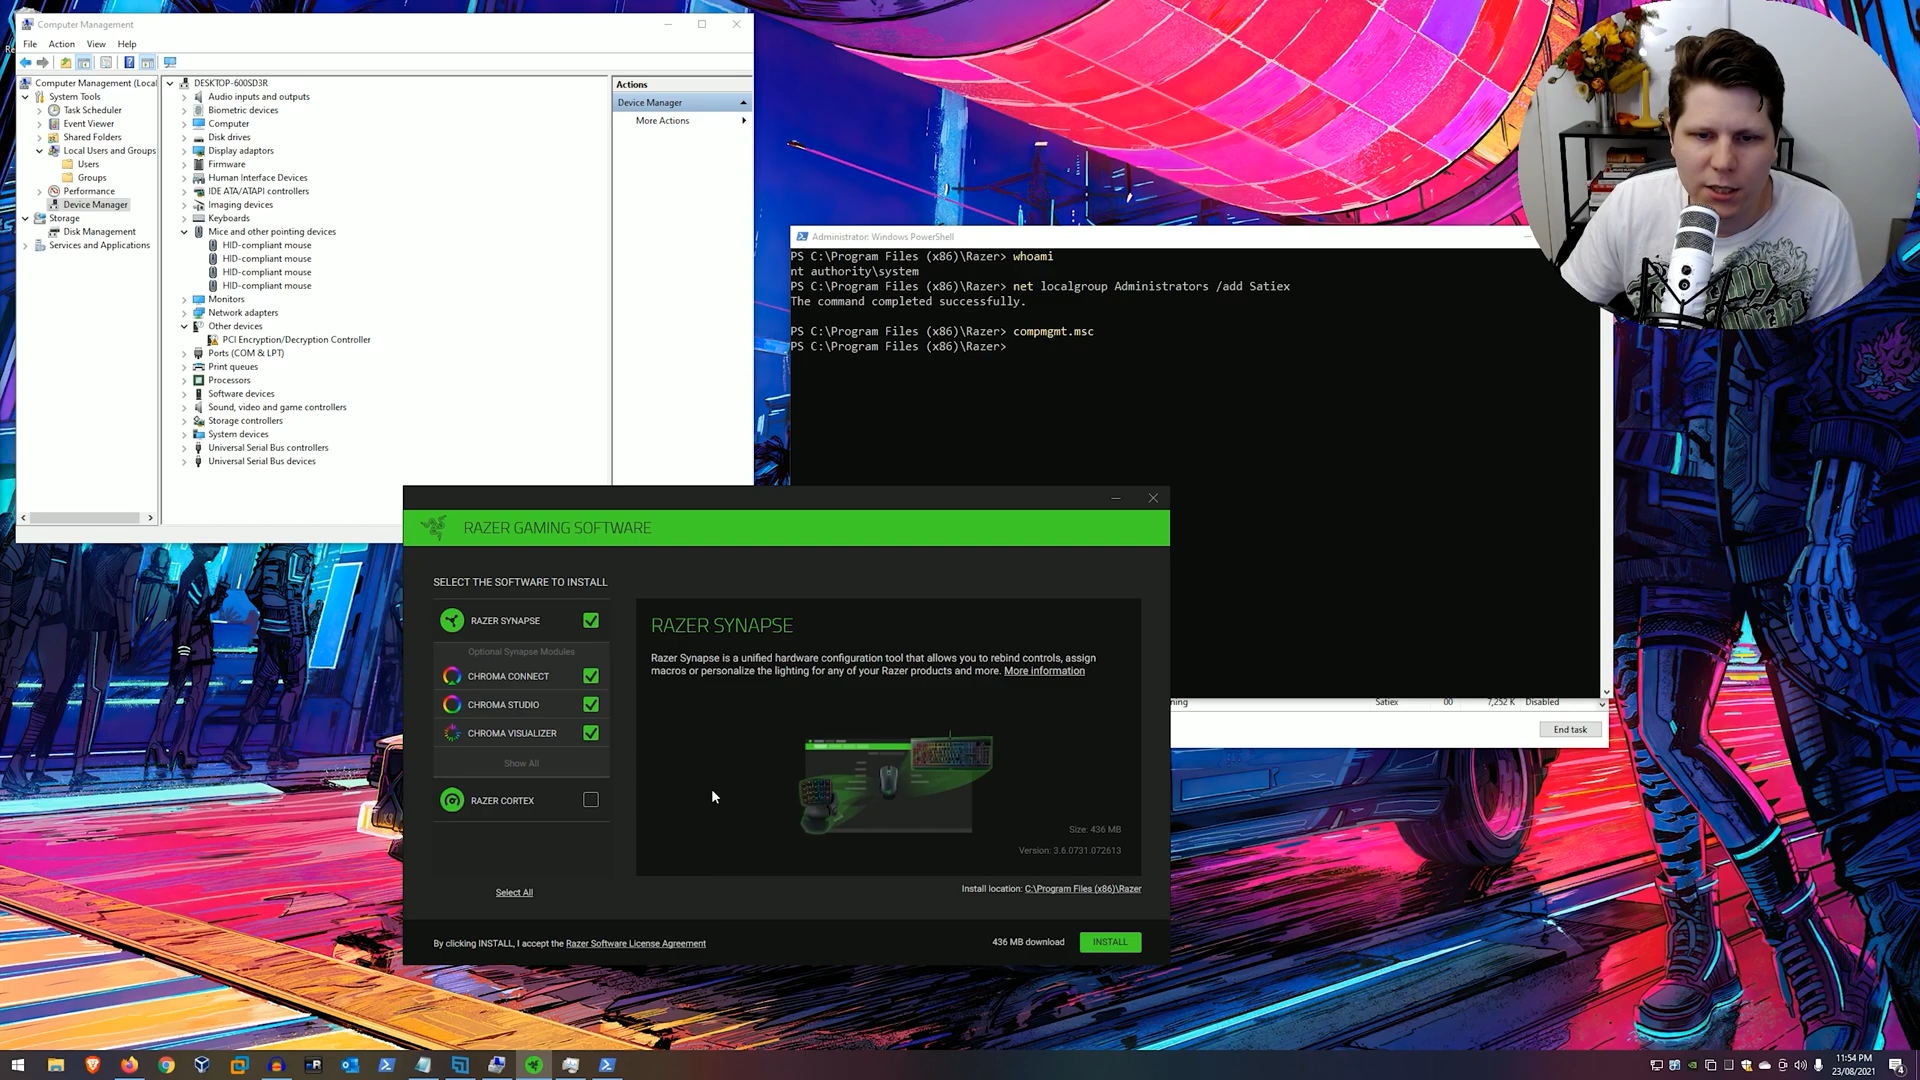 Computer Management
File Action View Help
Computer Management (Local
System Tools
Task Scheduler
Event Viewer
Shared Folders
Local Users and Groups
Users
Groups
Performance
Device Manager
Storage
Disk Management
Services and Applications
DESKTOP-600SD3R
Audio inputs and outputs
Biometric devices
Computer
Disk drives
Display adaptors
Firmware
Human Interface Devices
IDE ATA/ATAPI controllers
Imaging devices
Keyboards
Mice and other pointing devices
HID-compliant mouse
HID-compliant mouse
HID-compliant mouse
HID-compliant mouse
Monitors
Network adapters
Other devices
PCI Encryption/Decryption Controller
Ports (COM & LPT)
Print queues
Processors
Software devices
Sound, video and game controllers
Storage controllers
System devices
Universal Serial Bus controllers
Universal Serial Bus devices
Actions
Device Manager
More Actions
Administrator: Windows PowerShell
PS C:\Program Files (x86)\Razer> whoami
nt authority\system
PS C:\Program Files (x86)\Razer> net localgroup Administrators /add Satiex
The command completed successfully.
PS C:\Program Files (x86)\Razer> compmgmt.msc
PS C:\Program Files (x86)\Razer>
ning Satiex 00 7,252 K Disabled
End task
RAZER GAMING SOFTWARE
SELECT THE SOFTWARE TO INSTALL
RAZER SYNAPSE
Optional Synapse Modules
CHROMA CONNECT
CHROMA STUDIO
CHROMA VISUALIZER
Show All
RAZER CORTEX
Select All
RAZER SYNAPSE
Razer Synapse is a unified hardware configuration tool that allows you to rebind controls, assign
macros or personalize the lighting for any of your Razer products and more. More information
Size: 436 MB
Version: 3.6.0731.072613
Install location: C:\Program Files (x86)\Razer
By clicking INSTALL, I accept the Razer Software License Agreement
436 MB download
INSTALL
11:54 PM
23/08/2021